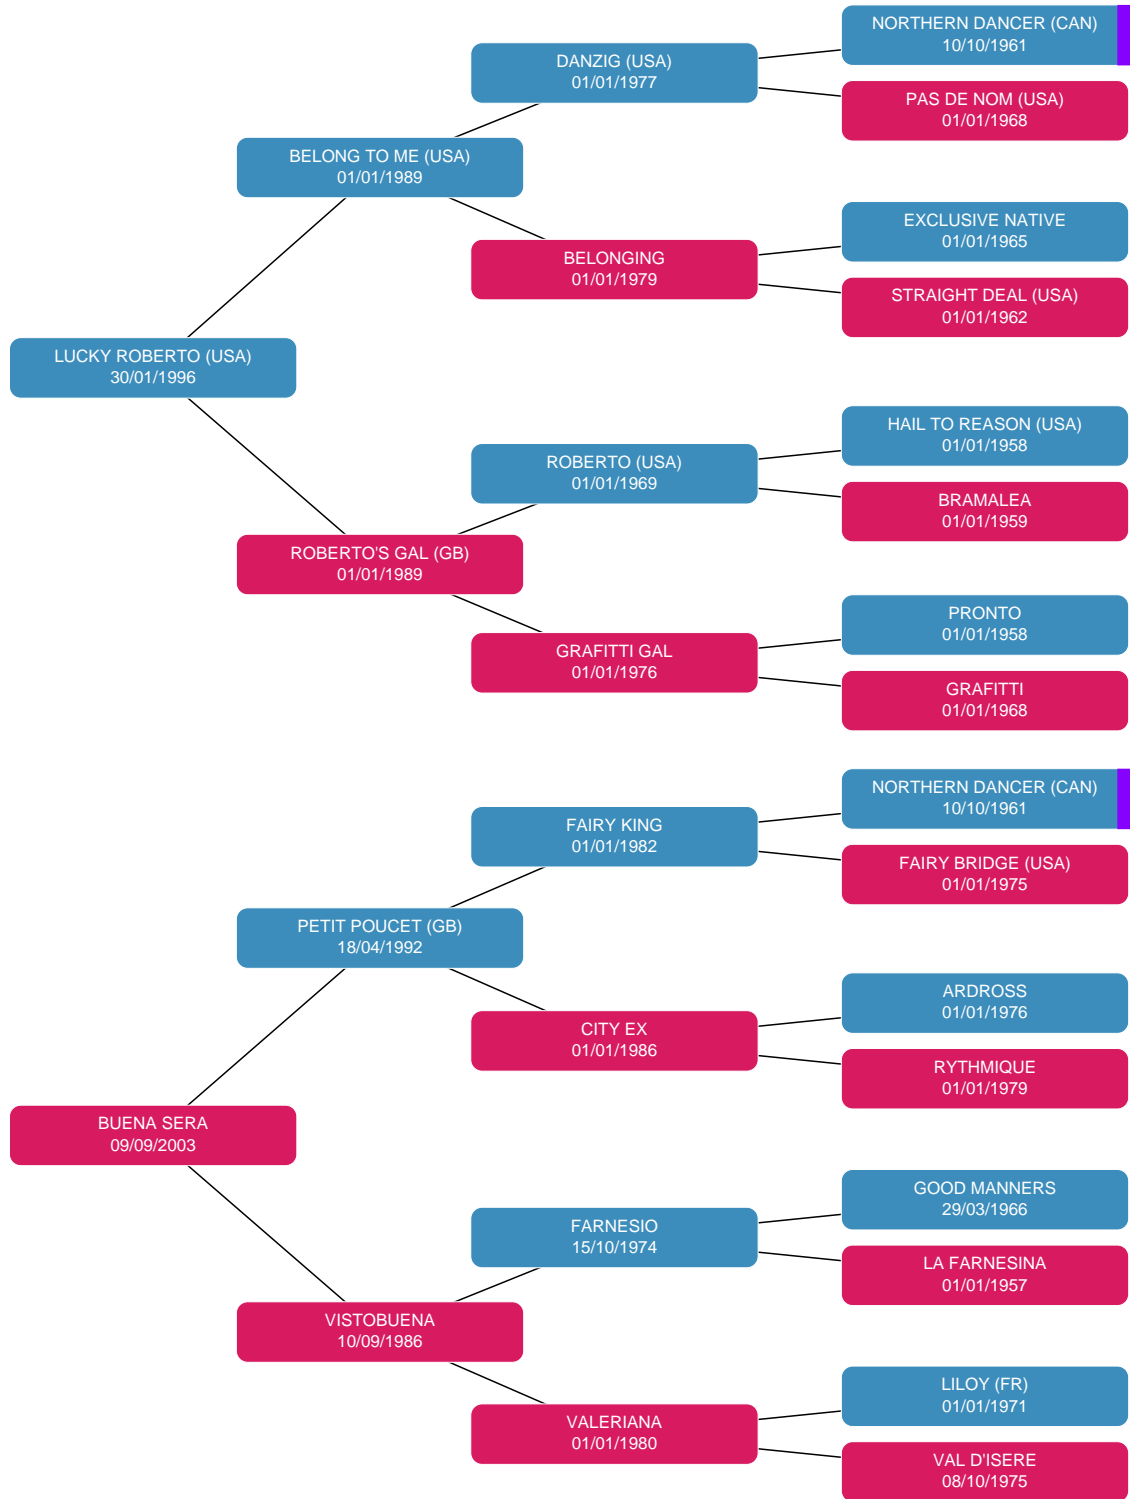 NORTHERN DANCER (CAN)
10/10/1961
DANZIG (USA)
01/01/1977
PAS DE NOM (USA)
01/01/1968
BELONG TO ME (USA)
01/01/1989
EXCLUSIVE NATIVE
01/01/1965
BELONGING
01/01/1979
STRAIGHT DEAL (USA)
01/01/1962
LUCKY ROBERTO (USA)
30/01/1996
HAIL TO REASON (USA)
01/01/1958
ROBERTO (USA)
01/01/1969
BRAMALEA
01/01/1959
ROBERTO'S GAL (GB)
01/01/1989
PRONTO
01/01/1958
GRAFITTI GAL
01/01/1976
GRAFITTI
01/01/1968
NORTHERN DANCER (CAN)
10/10/1961
FAIRY KING
01/01/1982
FAIRY BRIDGE (USA)
01/01/1975
PETIT POUCET (GB)
18/04/1992
ARDROSS
01/01/1976
CITY EX
01/01/1986
RYTHMIQUE
01/01/1979
BUENA SERA
09/09/2003
GOOD MANNERS
29/03/1966
FARNESIO
15/10/1974
LA FARNESINA
01/01/1957
VISTOBUENA
10/09/1986
LILOY (FR)
01/01/1971
VALERIANA
01/01/1980
VAL D'ISERE
08/10/1975